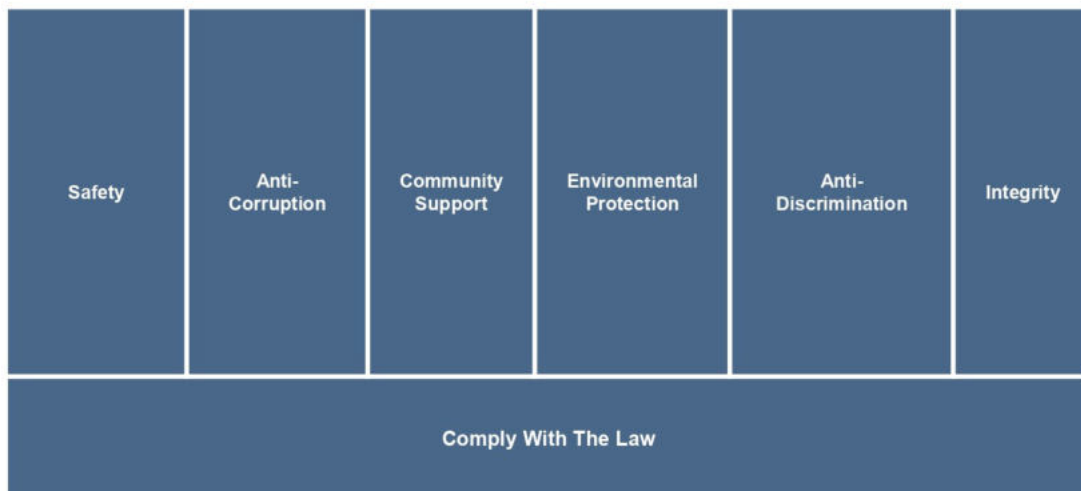 Safety
Anti-
Corruption
Community
Support
Environmental
Protection
Anti-
Discrimination
Integrity
Comply With The Law